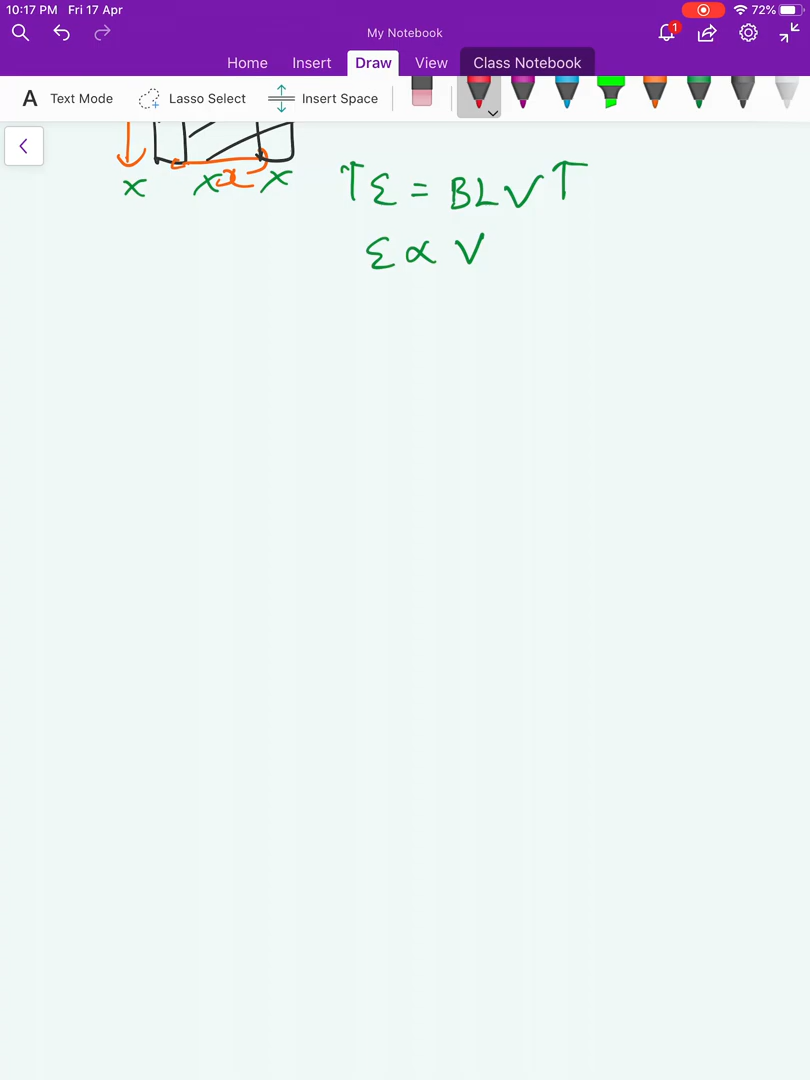 10:17 PM Fri 17 Apr 72%
My Notebook
1
Home Insert Draw View Class Notebook
A Text Mode Lasso Select Insert Space
x x x x
↑ε = BLV↑
ε ∝ V